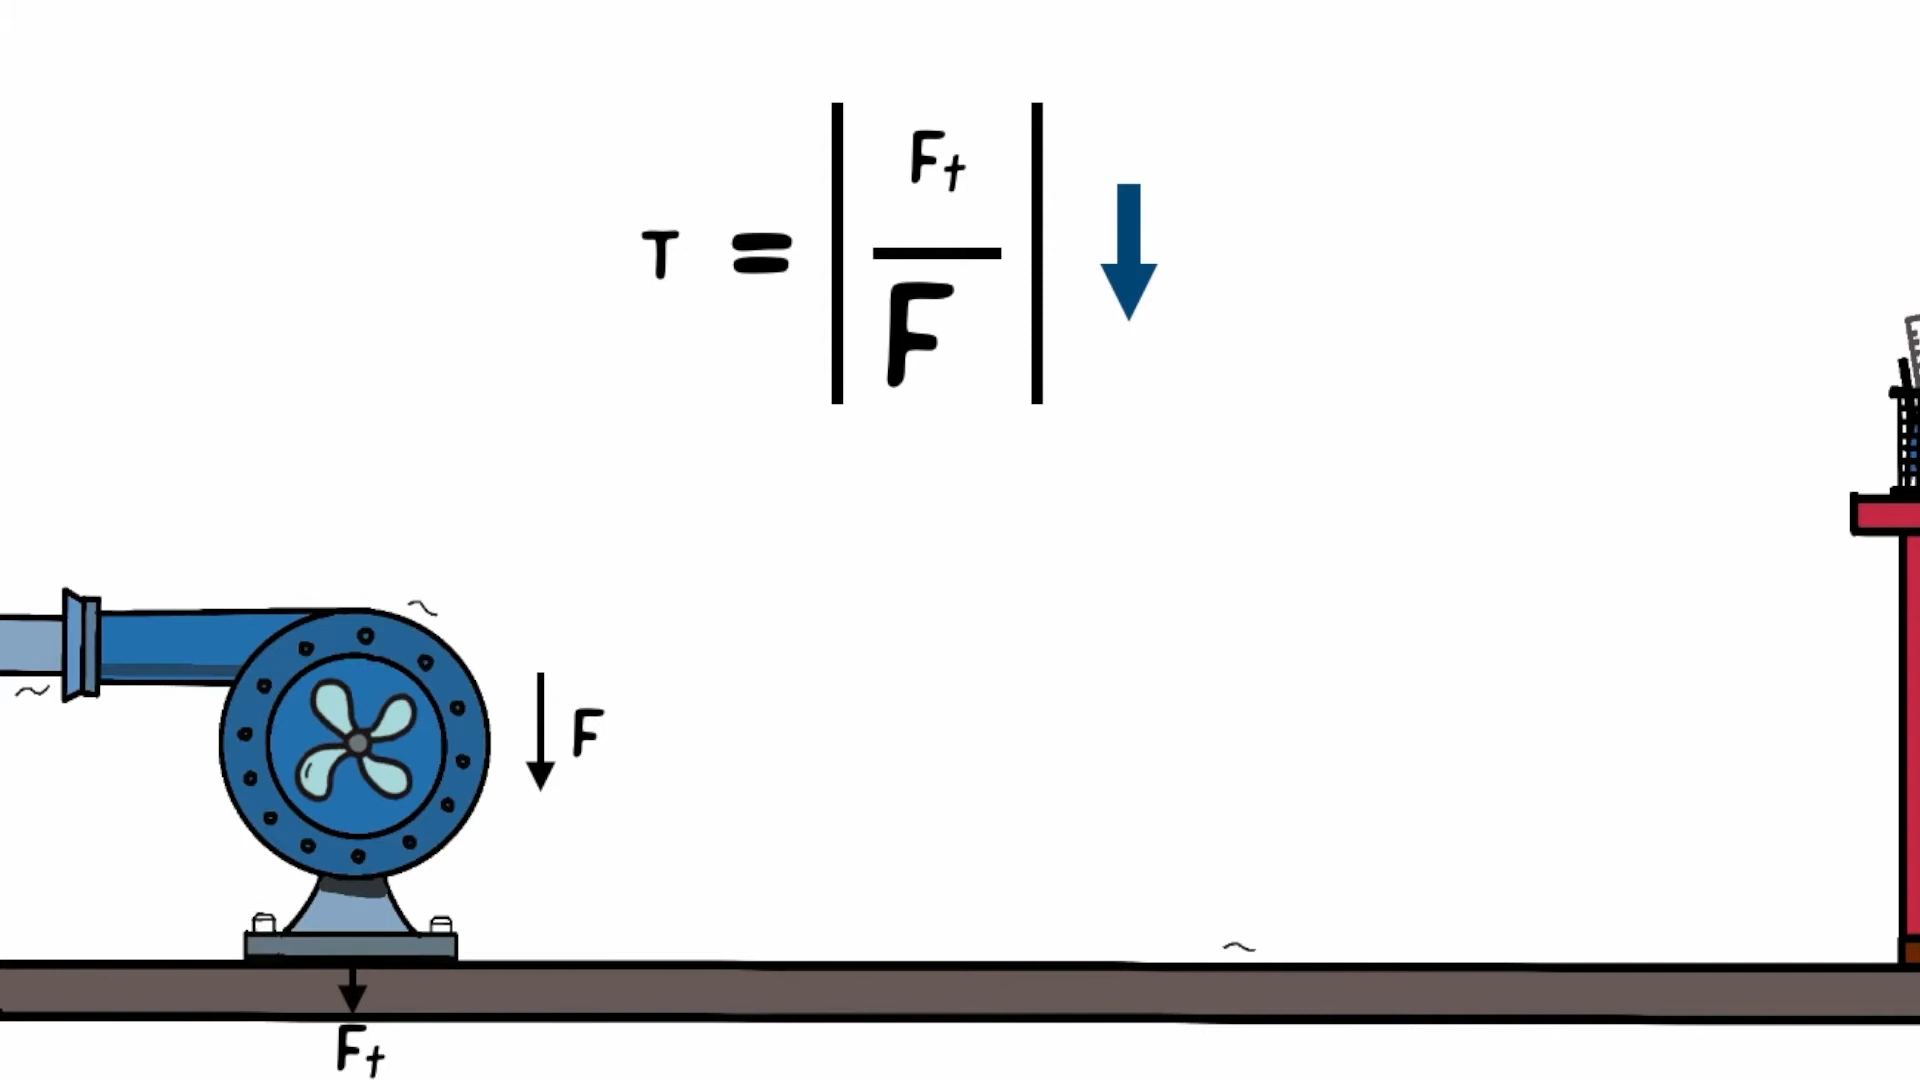 T = | Ft / F |
F
Ft